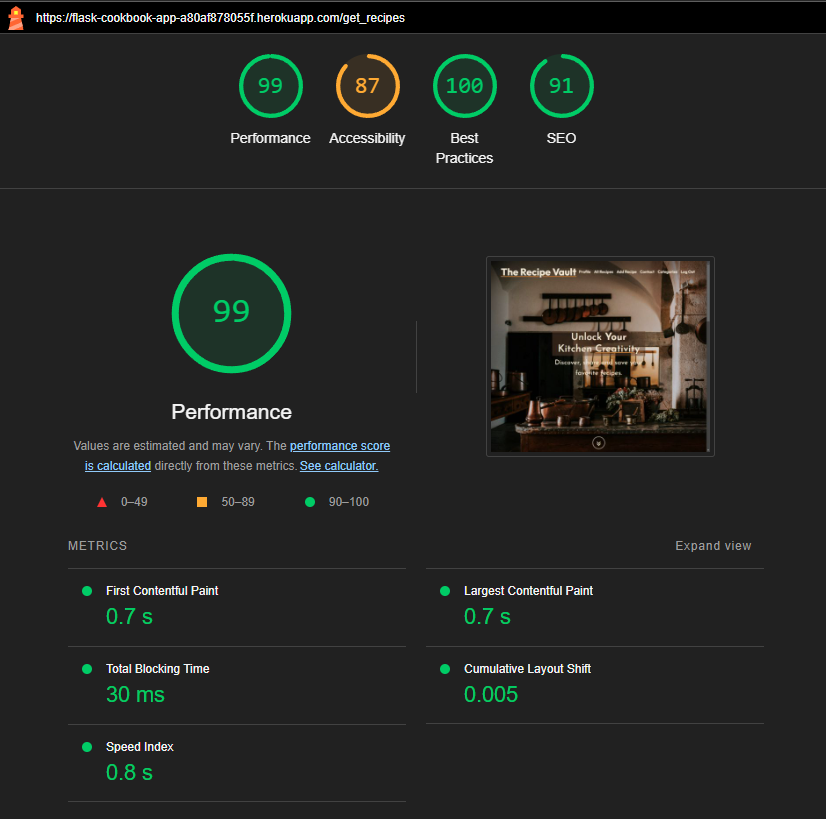 https://flask-cookbook-app-a80af878055f.herokuapp.com/get_recipes
99
87
100
91
Performance
Accessibility
Best
Practices
SEO
99
Performance
Values are estimated and may vary. The performance score
is calculated directly from these metrics. See calculator.
0–49
50–89
90–100
The Recipe Vault Profile All Recipes Add Recipe Contact Categories Log Out
Unlock Your
Kitchen Creativity
Discover, share and save your
favorite recipes.
METRICS
Expand view
First Contentful Paint
0.7 s
Largest Contentful Paint
0.7 s
Total Blocking Time
30 ms
Cumulative Layout Shift
0.005
Speed Index
0.8 s